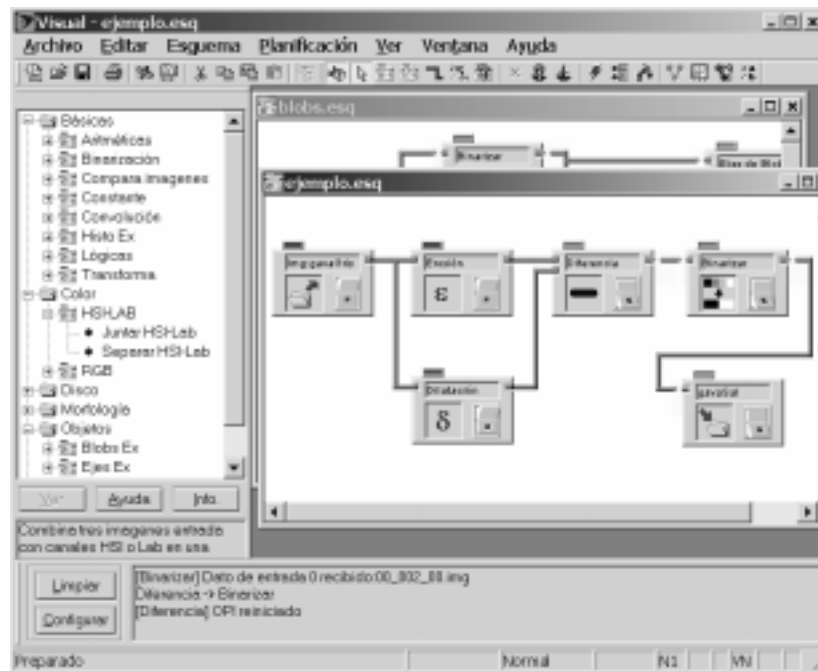 Visual - ejemplo.esq
Archivo Editar Esquema Planificación Ver Ventana Ayuda
Básicas
Aritméticas
Binarización
Compara imagenes
Constante
Convolución
Histo Ex
Lógicas
Transforma
Color
HSI-LAB
Juntar HSI-Lab
Separar HSI-Lab
RGB
Disco
Morfología
Objetos
Blobs Ex
Ejes Ex
Ver Ayuda Info.
Combina tres imagenes entrada
con canales HSI o Lab en una
blobs.esq
Binarizar
ejemplo.esq
Erosión
Diferencia
Binarizar
Dilatación
ε
δ
Limpiar
Configurar
[Binarizar] Dato de entrada 0 recibido:00_002_00.img
Diferencia -> Binarizar
[Diferencia] OPI reiniciado
Preparado Normal N1 VN